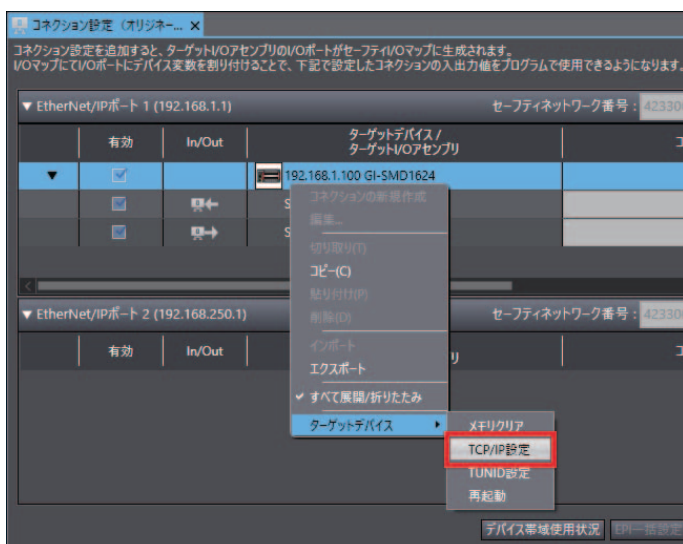 コネクション設定（オリジネー... ×
コネクション設定を追加すると、ターゲットI/OアセンブリのI/OポートがセーフティI/Oマップに生成されます。
I/OマップにてI/Oポートにデバイス変数を割り付けることで、下記で設定したコネクションの入出力値をプログラムで使用できるようになります。
▼ EtherNet/IPポート 1 (192.168.1.1) セーフティネットワーク番号 : 42330
有効 In/Out ターゲットデバイス /
ターゲットI/Oアセンブリ コ
▼ 192.168.1.100 GI-SMD1624
S
S
コネクションの新規作成
編集...
切り取り(T)
コピー(C)
貼り付け(P)
削除(D)
インポート
エクスポート
✓ すべて展開/折りたたみ
ターゲットデバイス
メモリクリア
TCP/IP設定
TUNID設定
再起動
▼ EtherNet/IPポート 2 (192.168.250.1) セーフティネットワーク番号 : 42330
有効 In/Out リ コ
デバイス帯域使用状況 EPI一括設定